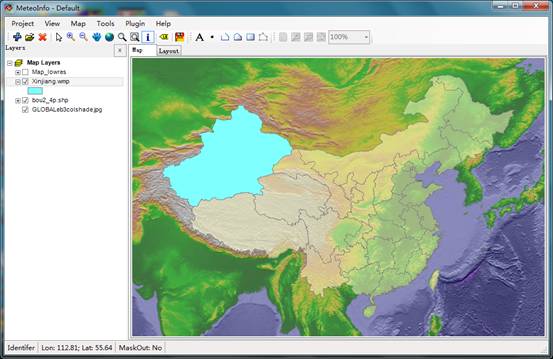 MeteoInfo - Default
Project View Map Tools Plugin Help
A 100%
Layers x Map Layout
Map Layers
Map_lowres
Xinjiang.wmp
bou2_4p.shp
GLOBALeb3colshade.jpg
Identifer Lon: 112.81; Lat: 55.64 MaskOut: No